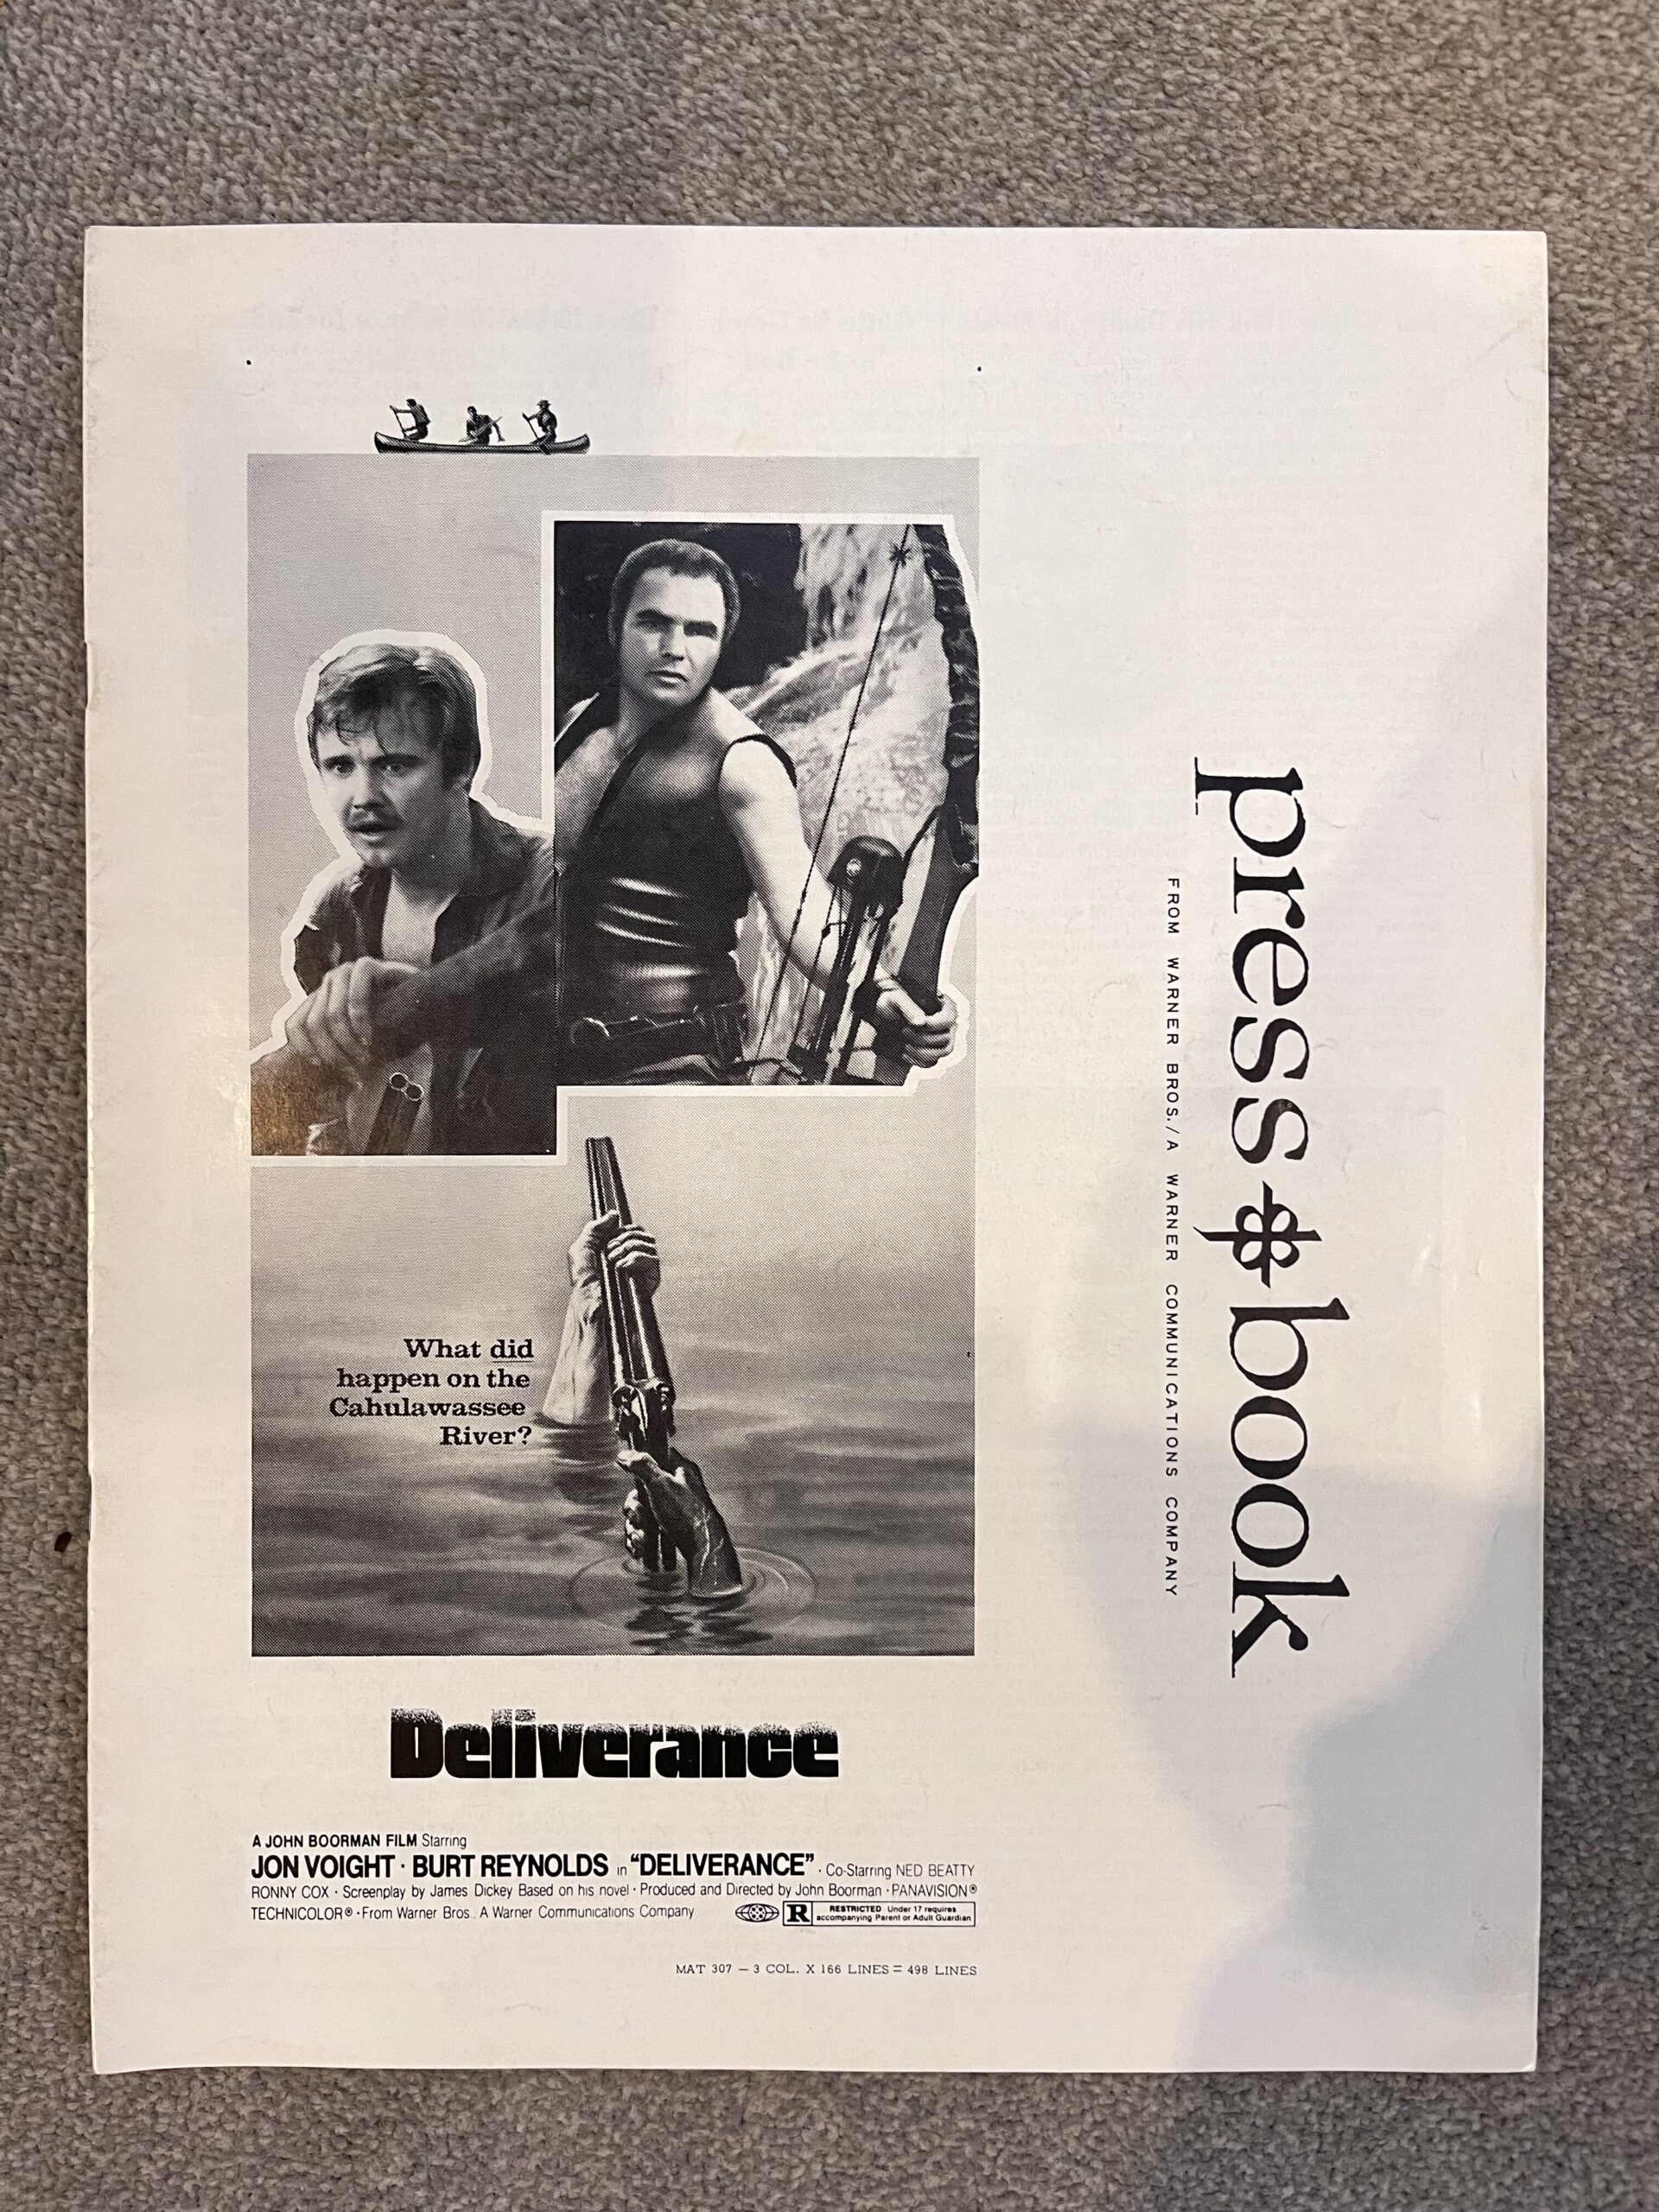 What did
happen on the
Cahulawassee
River?
Deliverance
A JOHN BOORMAN FILM Starring
JON VOIGHT · BURT REYNOLDS in "DELIVERANCE" · Co-Starring NED BEATTY
RONNY COX · Screenplay by James Dickey Based on his novel · Produced and Directed by John Boorman · PANAVISION®
TECHNICOLOR® · From Warner Bros., A Warner Communications Company
R RESTRICTED Under 17 requires
accompanying Parent or Adult Guardian
MAT 307 — 3 COL. X 166 LINES = 498 LINES
press book
FROM WARNER BROS./A WARNER COMMUNICATIONS COMPANY